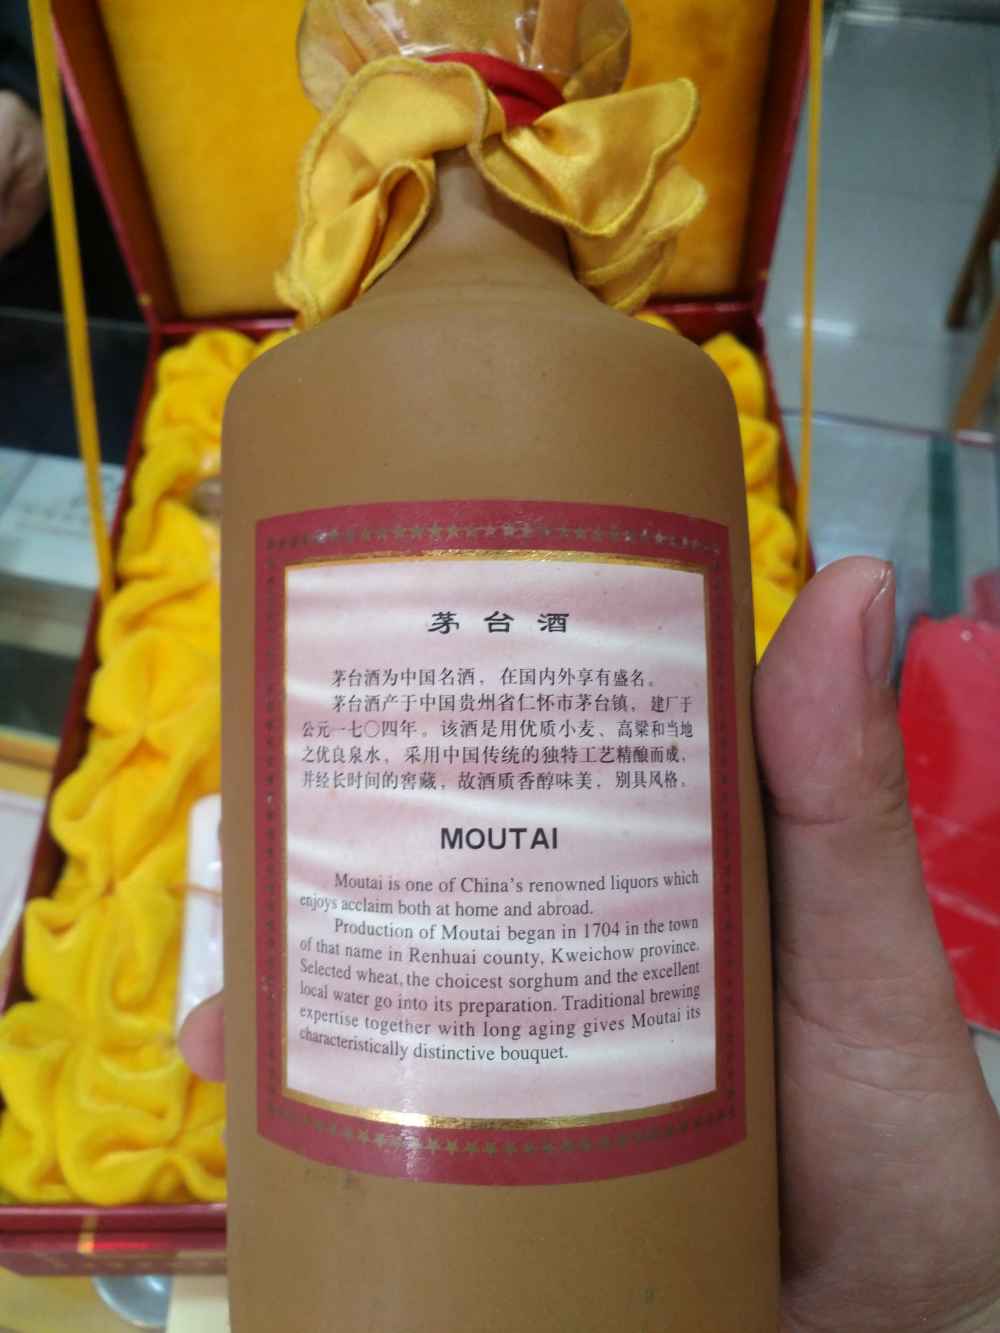 茅台酒
茅台酒为中国名酒，在国内外享有盛名。
茅台酒产于中国贵州省仁怀市茅台镇，建厂于
公元一七〇四年。该酒是用优质小麦、高粱和当地
之优良泉水，采用中国传统的独特工艺精酿而成，
并经长时间的窖藏，故酒质香醇味美，别具风格。
MOUTAI
Moutai is one of China's renowned liquors which
enjoys acclaim both at home and abroad.
Production of Moutai began in 1704 in the town
of that name in Renhuai county, Kweichow province.
Selected wheat, the choicest sorghum and the excellent
local water go into its preparation. Traditional brewing
expertise together with long aging gives Moutai its
characteristically distinctive bouquet.